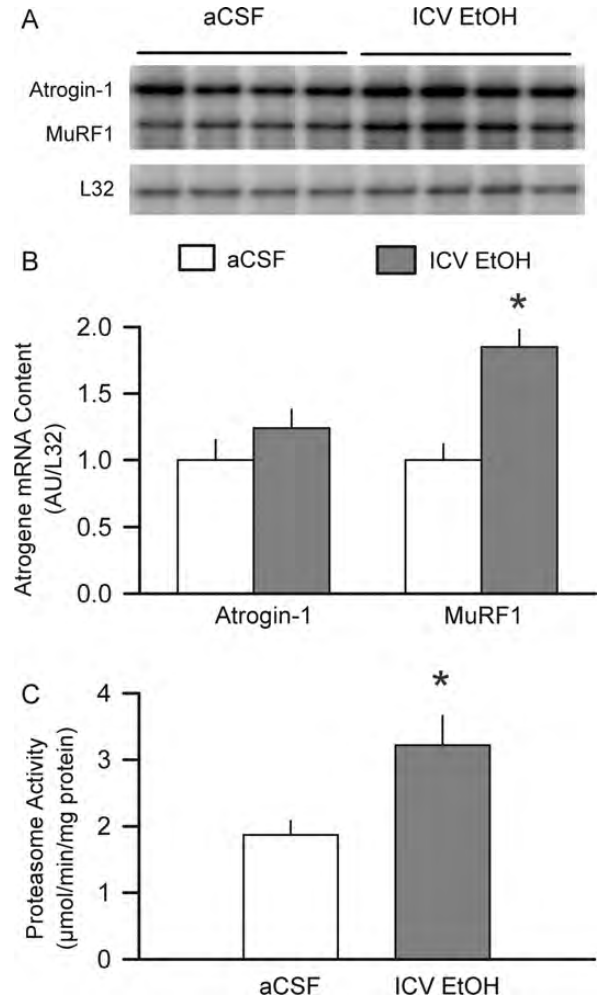 A
aCSF ICV EtOH
Atrogin-1
MuRF1
L32
B
aCSF ICV EtOH
*
Atrogene mRNA Content
(AU/L32)
2.0
1.5
1.0
0.5
0.0
Atrogin-1 MuRF1
C
*
Proteasome Activity
(μmol/min/mg protein)
4
3
2
1
0
aCSF ICV EtOH